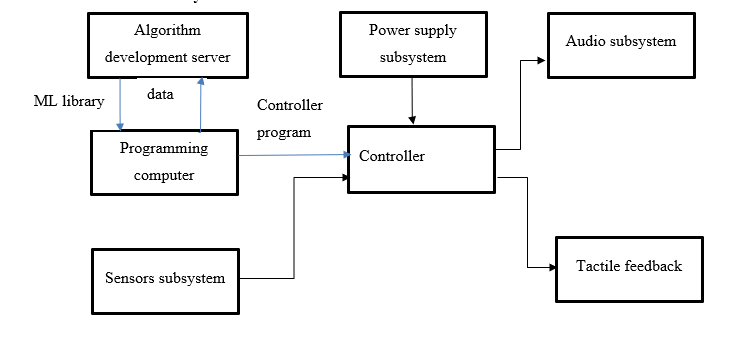 Algorithm
development server
Power supply
subsystem
Audio subsystem
ML library
data
Controller
program
Programming
computer
Controller
Sensors subsystem
Tactile feedback